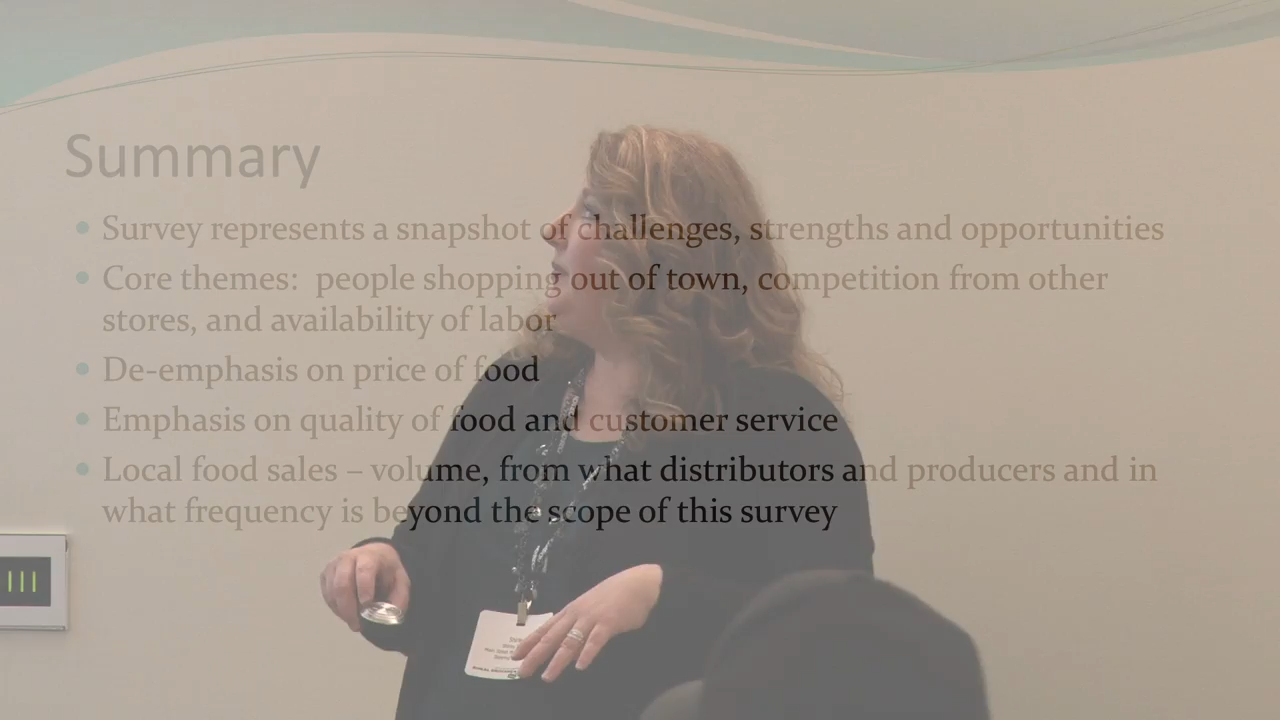 Summary
• Survey represents a snapshot of challenges, strengths and opportunities
• Core themes:  people shopping out of town, competition from other
stores, and availability of labor
• De-emphasis on price of food
• Emphasis on quality of food and customer service
• Local food sales – volume, from what distributors and producers and in
what frequency is beyond the scope of this survey